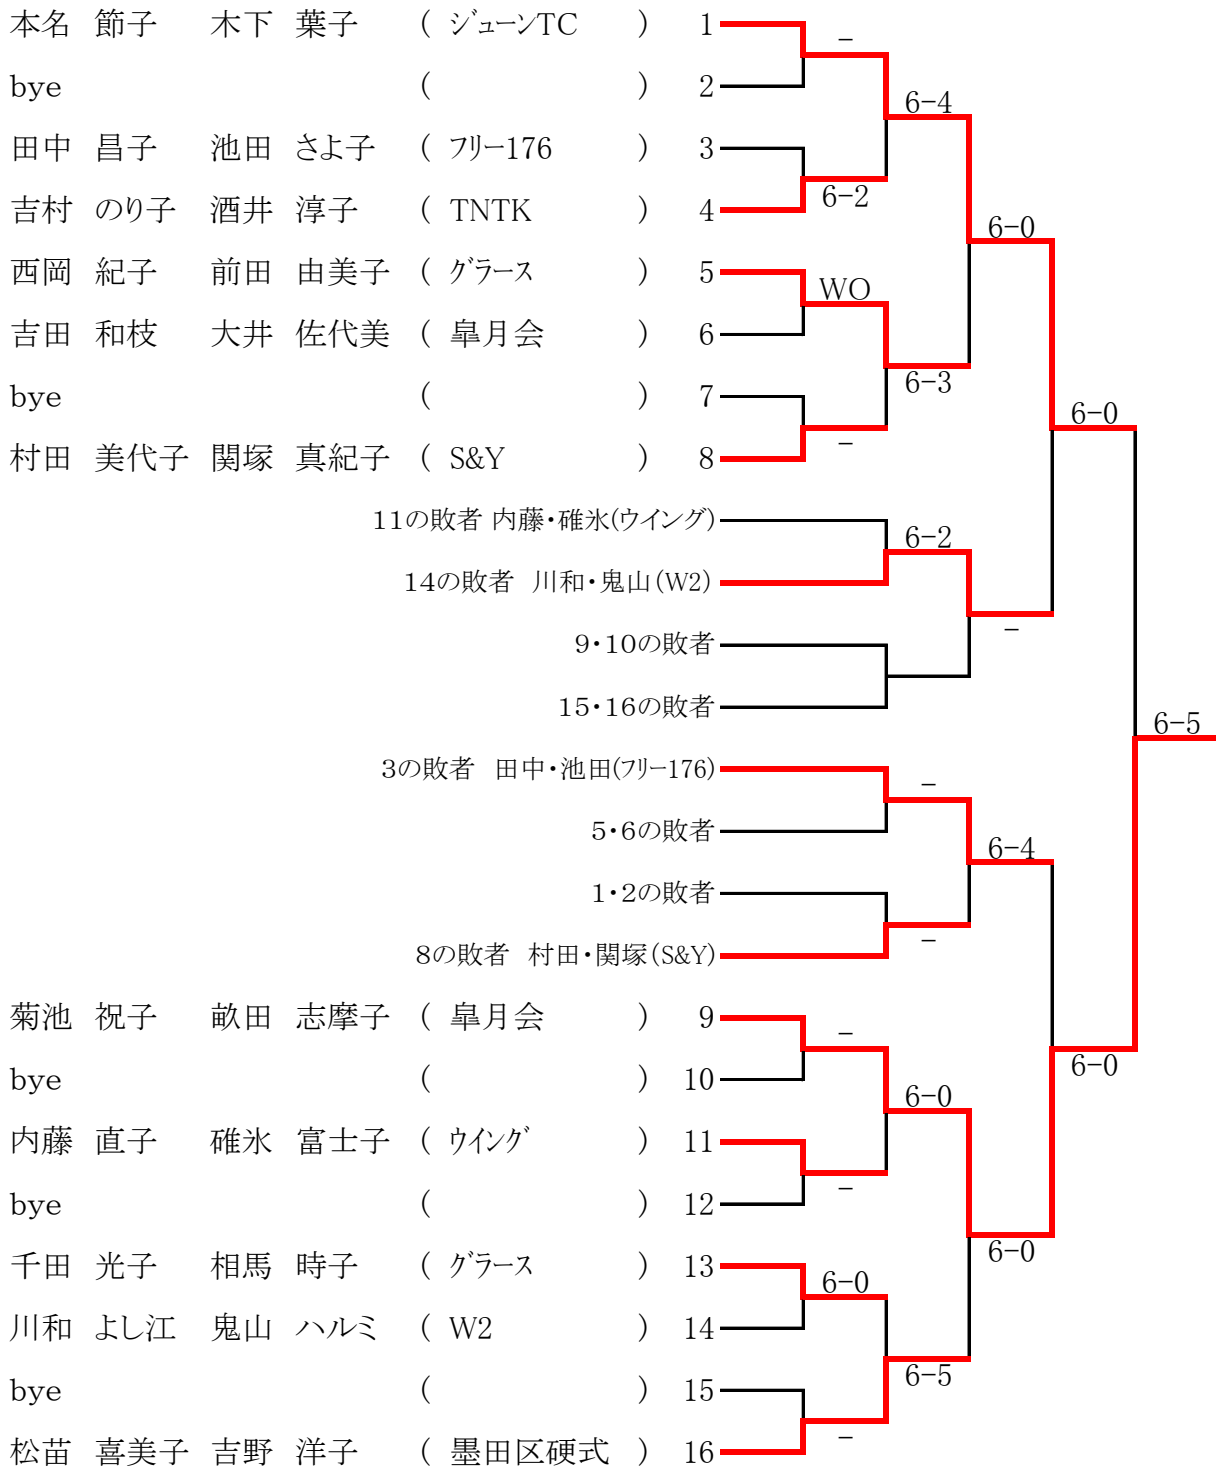 本名 節子 木下 葉子 ( ジューンTC ) 1
-
bye ( ) 2
6-4
田中 昌子 池田 さよ子 ( フリー176 ) 3
6-2
吉村 のり子 酒井 淳子 ( TNTK ) 4
6-0
西岡 紀子 前田 由美子 ( グラース ) 5
WO
吉田 和枝 大井 佐代美 ( 皐月会 ) 6
6-3
bye ( ) 7
6-0
-
村田 美代子 関塚 真紀子 ( S&Y ) 8
11の敗者 内藤・碓氷(ウイング)
6-2
14の敗者 川和・鬼山(W2)
-
9・10の敗者
15・16の敗者
6-5
3の敗者 田中・池田(フリー176)
-
5・6の敗者
6-4
1・2の敗者
-
8の敗者 村田・関塚(S&Y)
菊池 祝子 畝田 志摩子 ( 皐月会 ) 9
-
6-0
bye ( ) 10
6-0
内藤 直子 碓氷 富士子 ( ウイング ) 11
-
bye ( ) 12
6-0
千田 光子 相馬 時子 ( グラース ) 13
6-0
川和 よし江 鬼山 ハルミ ( W2 ) 14
6-5
bye ( ) 15
-
松苗 喜美子 吉野 洋子 ( 墨田区硬式 ) 16